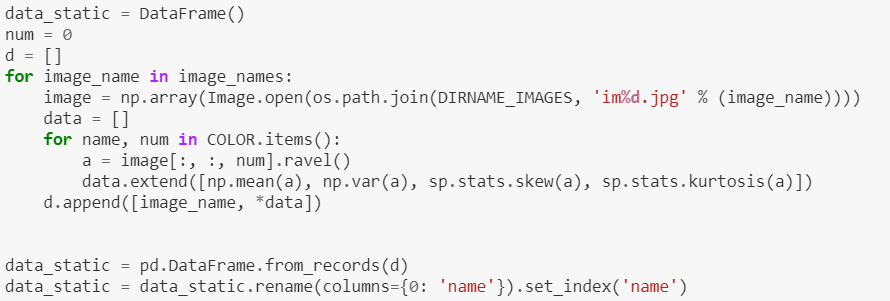 data_static = DataFrame()
num = 0
d = []
for image_name in image_names:
    image = np.array(Image.open(os.path.join(DIRNAME_IMAGES, 'im%d.jpg' % (image_name))))
    data = []
    for name, num in COLOR.items():
        a = image[:, :, num].ravel()
        data.extend([np.mean(a), np.var(a), sp.stats.skew(a), sp.stats.kurtosis(a)])
    d.append([image_name, *data])


data_static = pd.DataFrame.from_records(d)
data_static = data_static.rename(columns={0: 'name'}).set_index('name')